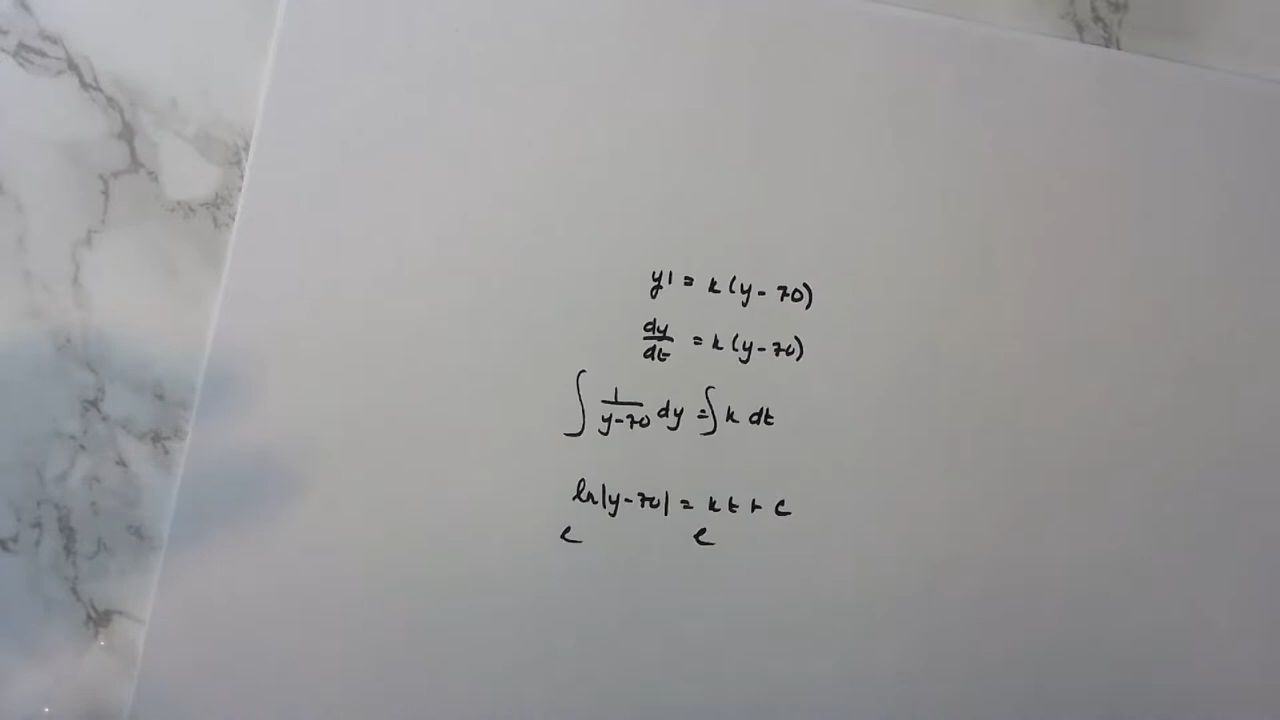 y' = k(y-70)
dy/dt = k(y-70)
∫ 1/(y-70) dy = ∫ k dt
ln|y-70| = kt + c
e e